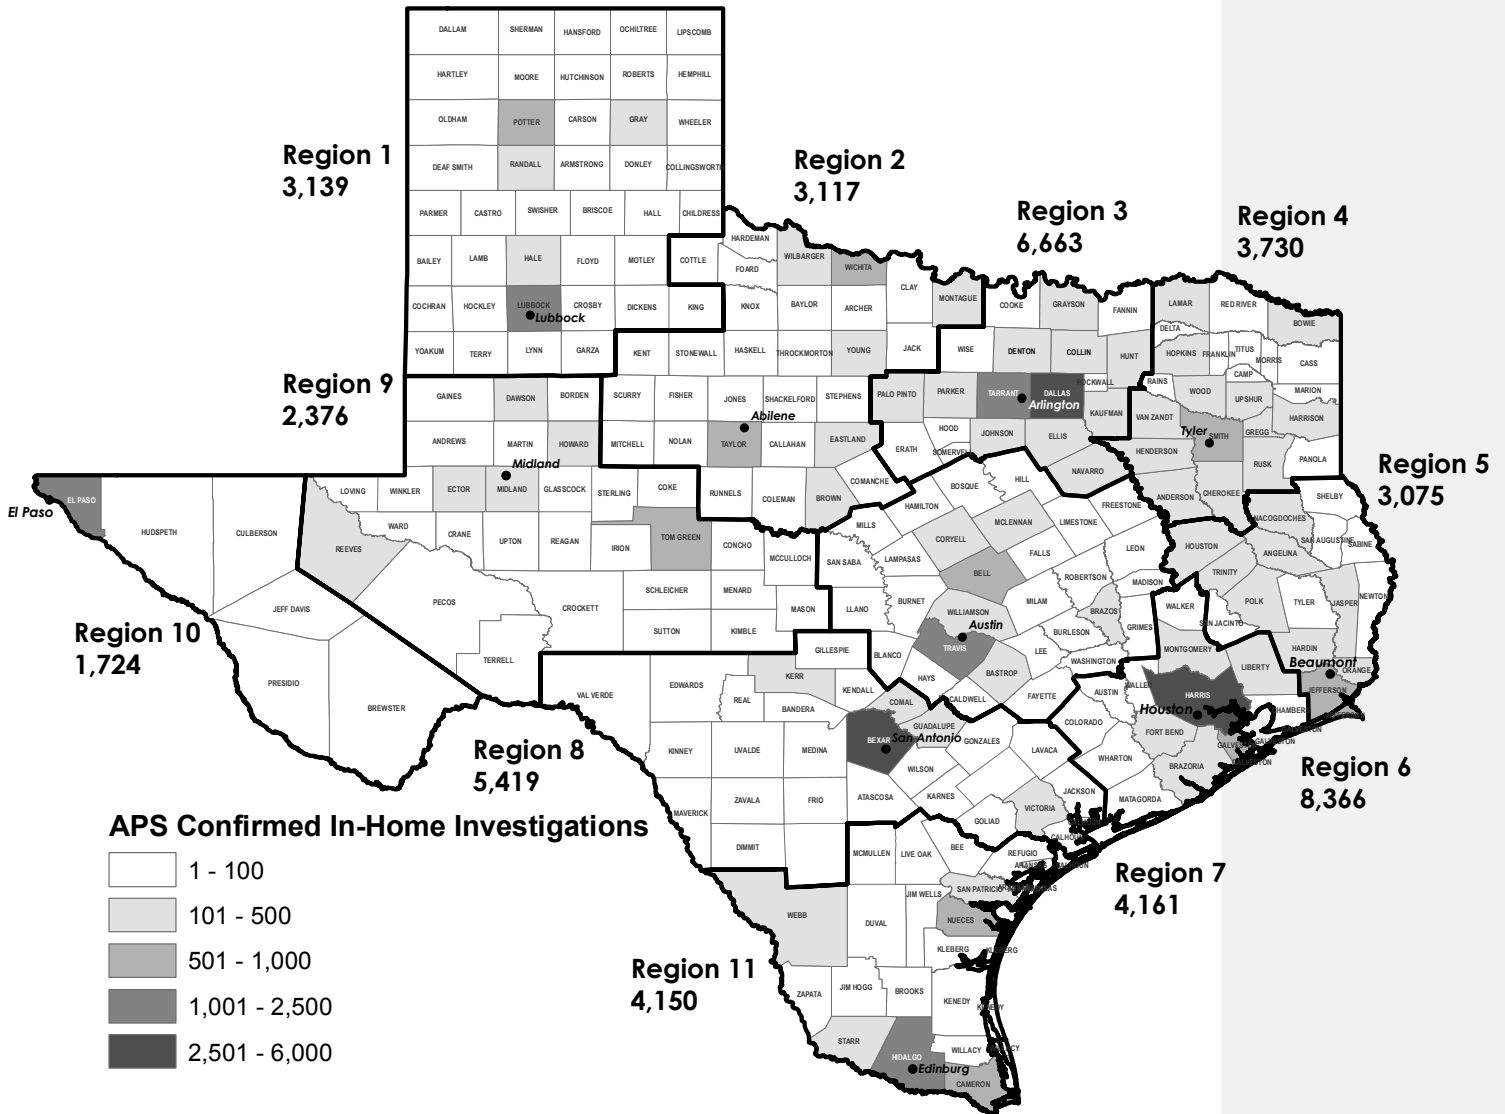 DALLAM
SHERMAN
HANSFORD
OCHILTREE
LIPSCOMB
HARTLEY
MOORE
HUTCHINSON
ROBERTS
HEMPHILL
OLDHAM
POTTER
CARSON
GRAY
WHEELER
DEAF SMITH
RANDALL
ARMSTRONG
DONLEY
COLLINGSWORTH
PARMER
CASTRO
SWISHER
BRISCOE
HALL
CHILDRESS
BAILEY
LAMB
HALE
FLOYD
MOTLEY
COTTLE
COCHRAN
HOCKLEY
LUBBOCK
Lubbock
CROSBY
DICKENS
KING
YOAKUM
TERRY
LYNN
GARZA
Region 1
3,139
Region 2
3,117
HARDEMAN
FOARD
WILBARGER
WICHITA
CLAY
MONTAGUE
KNOX
BAYLOR
ARCHER
KENT
STONEWALL
HASKELL
THROCKMORTON
YOUNG
JACK
SCURRY
FISHER
JONES
SHACKELFORD
STEPHENS
Abilene
MITCHELL
NOLAN
TAYLOR
CALLAHAN
EASTLAND
RUNNELS
COLEMAN
BROWN
COMANCHE
Region 3
6,663
COOKE
GRAYSON
FANNIN
WISE
DENTON
COLLIN
HUNT
ROCKWALL
PALO PINTO
PARKER
TARRANT
DALLAS
Arlington
KAUFMAN
HOOD
JOHNSON
ELLIS
ERATH
SOMERVELL
NAVARRO
Region 4
3,730
LAMAR
RED RIVER
BOWIE
DELTA
HOPKINS
FRANKLIN
TITUS
MORRIS
CASS
CAMP
RAINS
WOOD
UPSHUR
MARION
VAN ZANDT
Tyler
SMITH
GREGG
HARRISON
HENDERSON
RUSK
PANOLA
ANDERSON
CHEROKEE
Region 9
2,376
GAINES
DAWSON
BORDEN
ANDREWS
MARTIN
HOWARD
Midland
LOVING
WINKLER
ECTOR
MIDLAND
GLASSCOCK
STERLING
COKE
WARD
CRANE
UPTON
REAGAN
IRION
TOM GREEN
CONCHO
MCCULLOCH
REEVES
PECOS
CROCKETT
SCHLEICHER
MENARD
MASON
SUTTON
KIMBLE
TERRELL
Region 5
3,075
SHELBY
NACOGDOCHES
SAN AUGUSTINE
SABINE
HOUSTON
ANGELINA
TRINITY
POLK
TYLER
JASPER
NEWTON
SAN JACINTO
HARDIN
Beaumont
ORANGE
JEFFERSON
El Paso
EL PASO
HUDSPETH
CULBERSON
JEFF DAVIS
PRESIDIO
BREWSTER
Region 10
1,724
MILLS
HAMILTON
BOSQUE
HILL
FREESTONE
SAN SABA
LAMPASAS
CORYELL
MCLENNAN
LIMESTONE
BELL
FALLS
LEON
LLANO
BURNET
WILLIAMSON
MILAM
ROBERTSON
MADISON
BRAZOS
GRIMES
Austin
TRAVIS
BURLESON
BLANCO
HAYS
BASTROP
LEE
WASHINGTON
CALDWELL
FAYETTE
WALKER
MONTGOMERY
LIBERTY
AUSTIN
WALLER
HARRIS
Houston
COLORADO
FORT BEND
WHARTON
BRAZORIA
MATAGORDA
GALVESTON
GALVESTON
GALVESTON
Region 6
8,366
Region 8
5,419
VAL VERDE
EDWARDS
REAL
KERR
GILLESPIE
KENDALL
BANDERA
COMAL
GUADALUPE
BEXAR
San Antonio
GONZALES
LAVACA
KINNEY
UVALDE
MEDINA
WILSON
KARNES
MAVERICK
ZAVALA
FRIO
ATASCOSA
DIMMIT
GOLIAD
VICTORIA
JACKSON
CALHOUN
CALHOUN
Region 7
4,161
MCMULLEN
LIVE OAK
BEE
REFUGIO
WEBB
DUVAL
JIM WELLS
SAN PATRICIO
NUECES
KLEBERG
KLEBERG
ZAPATA
JIM HOGG
BROOKS
KENEDY
KENEDY
STARR
HIDALGO
Edinburg
WILLACY
CAMERON
Region 11
4,150
APS Confirmed In-Home Investigations
1 - 100
101 - 500
501 - 1,000
1,001 - 2,500
2,501 - 6,000